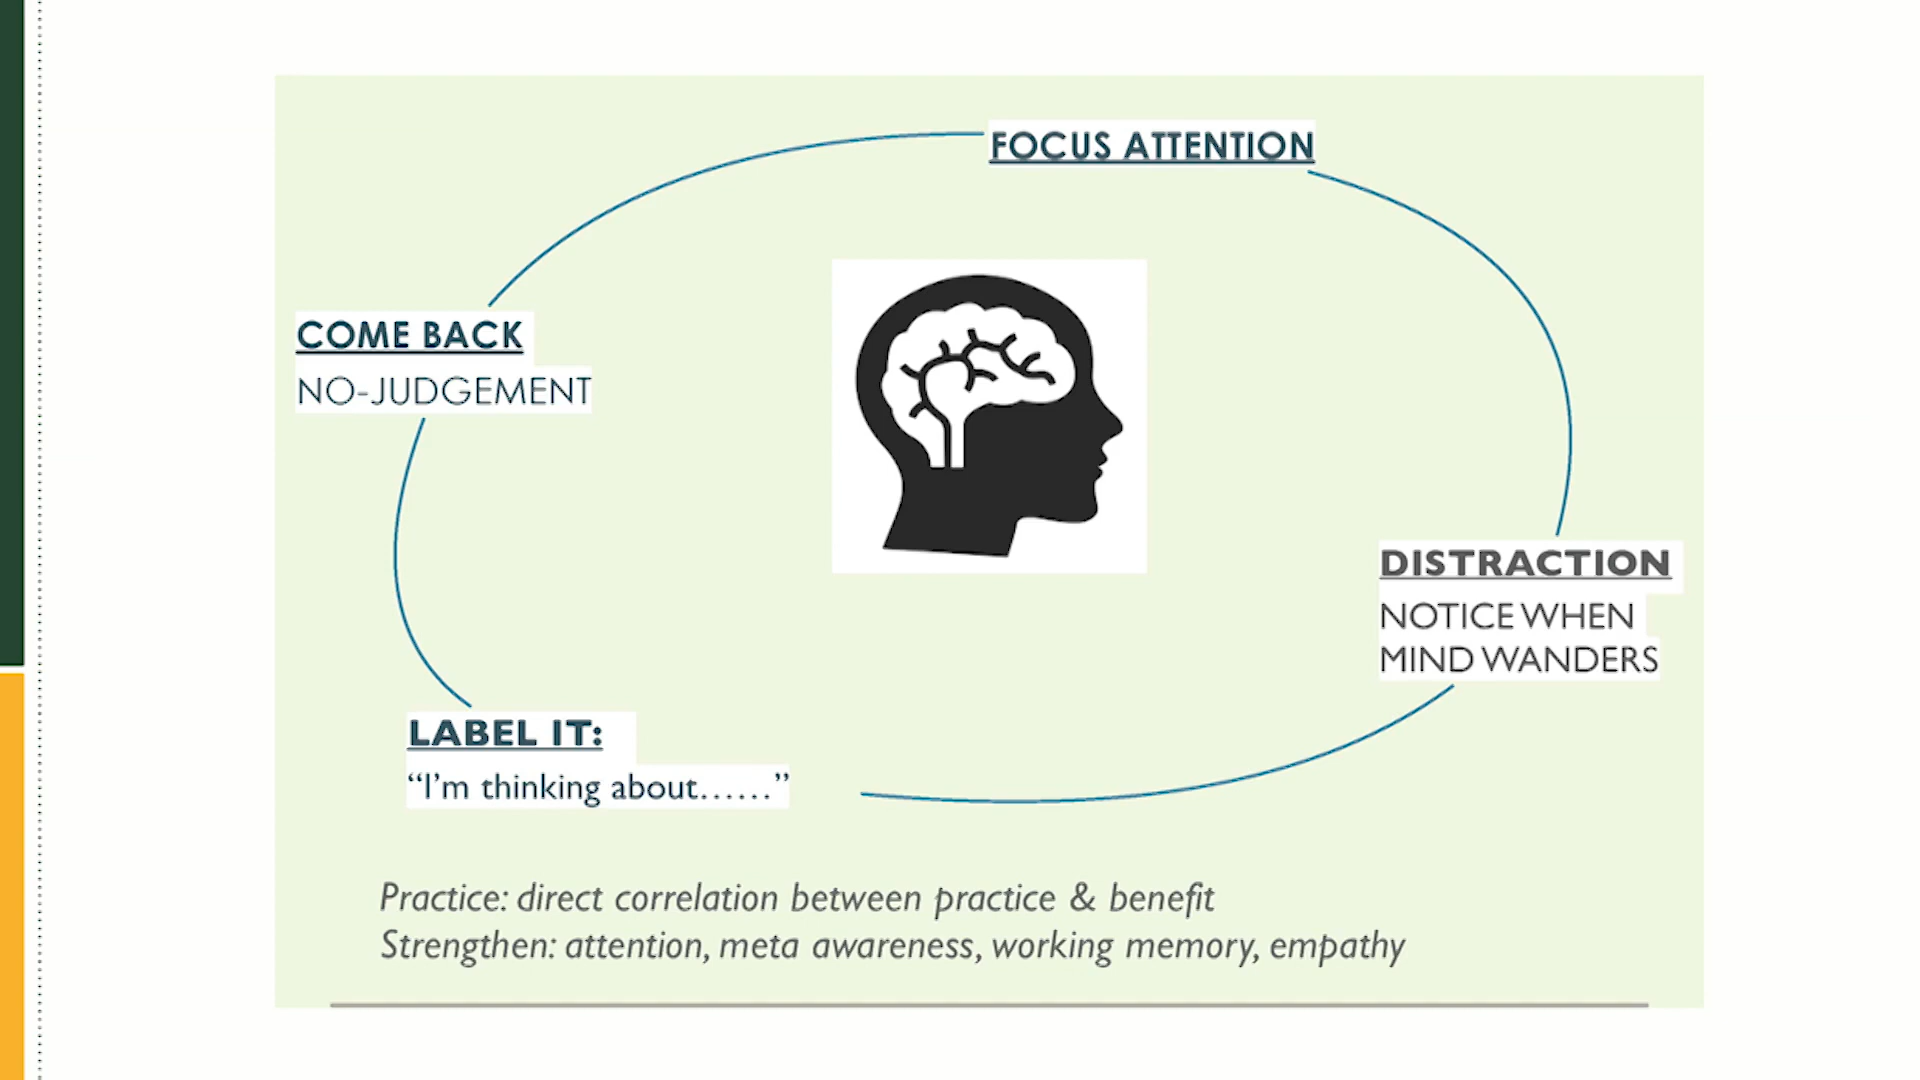 FOCUS ATTENTION
COME BACK
NO-JUDGEMENT
DISTRACTION
NOTICE WHEN
MIND WANDERS
LABEL IT:
“I’m thinking about……”
Practice: direct correlation between practice & benefit
Strengthen: attention, meta awareness, working memory, empathy